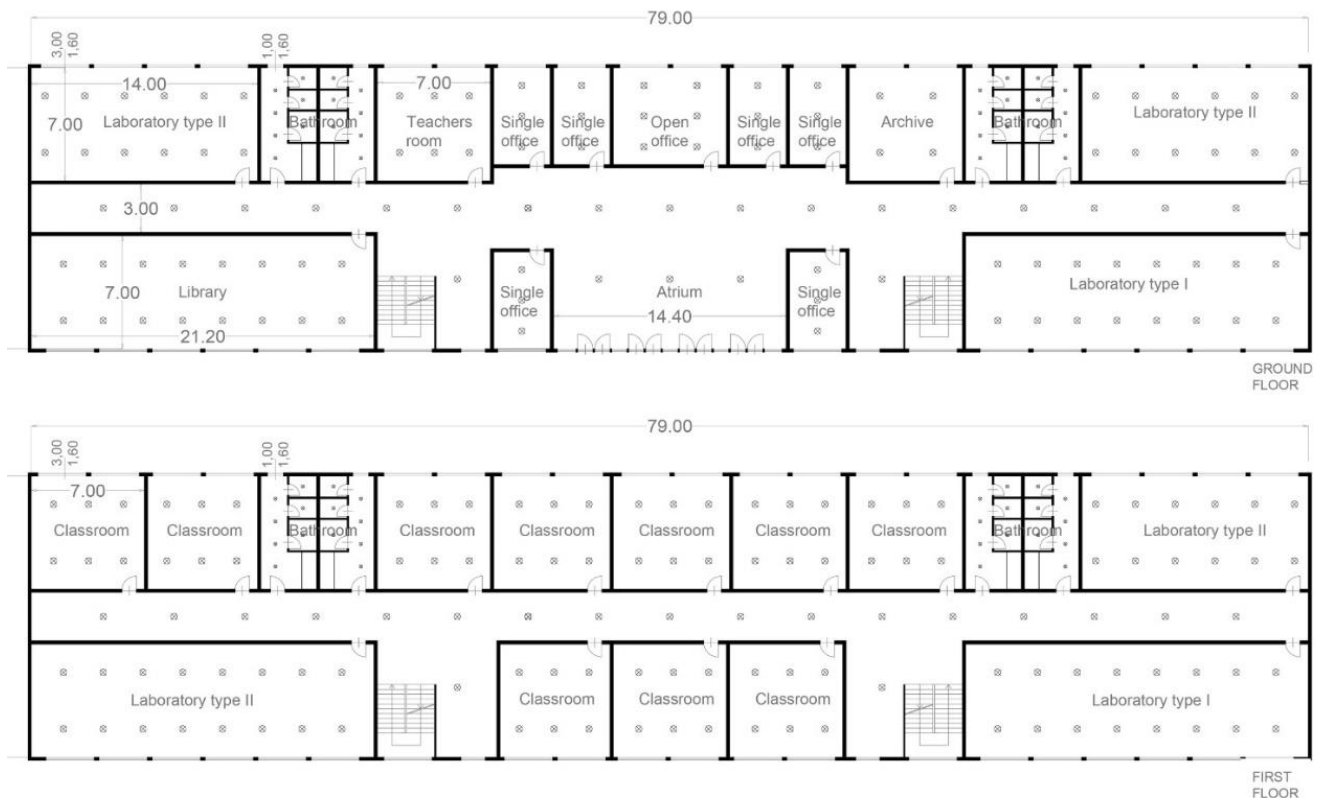 79.00
3,00
1,60
1,00
1,60
14.00
7.00
7.00
Laboratory type II
Bathroom
Teachers
room
Single
office
Single
office
Open
office
Single
office
Single
office
Archive
Bathroom
Laboratory type II
3.00
7.00
Library
21.20
Single
office
Atrium
14.40
Single
office
Laboratory type I
GROUND
FLOOR
79.00
3,00
1,60
1,00
1,60
7.00
Classroom
Classroom
Bathroom
Classroom
Classroom
Classroom
Classroom
Classroom
Bathroom
Laboratory type II
Laboratory type II
Classroom
Classroom
Classroom
Laboratory type I
FIRST
FLOOR